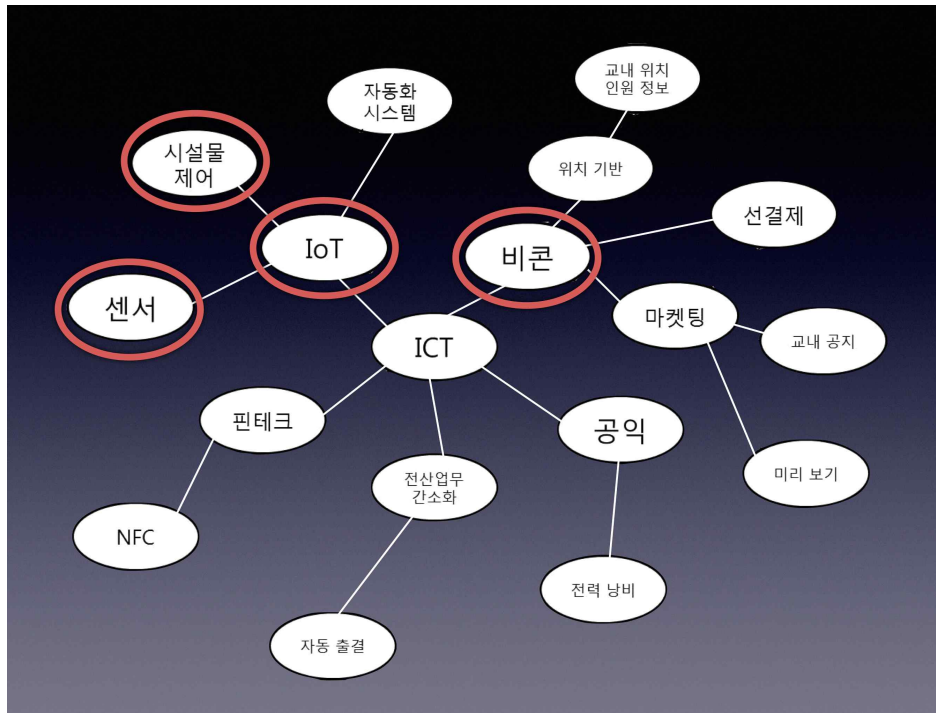 교내 위치
인원 정보
자동화
시스템
시설물
제어
위치 기반
선결제
IoT
비콘
센서
마켓팅
교내 공지
ICT
핀테크
공익
전산업무
간소화
미리 보기
NFC
전력 낭비
자동 출결